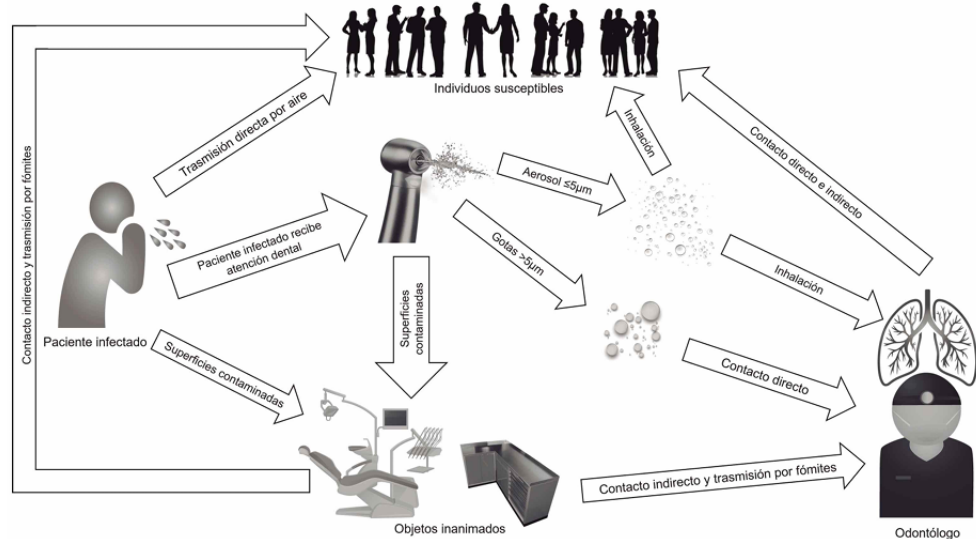 Individuos susceptibles
Contacto indirecto y trasmisión por fómites
Trasmisión directa por aire
Inhalación
Contacto directo e indirecto
Aerosol ≤5µm
Paciente infectado recibe
atención dental
Gotas >5µm
Inhalación
Superficies
contaminadas
Paciente infectado
Superficies contaminadas
Contacto directo
Contacto indirecto y trasmisión por fómites
Objetos inanimados
Odontólogo